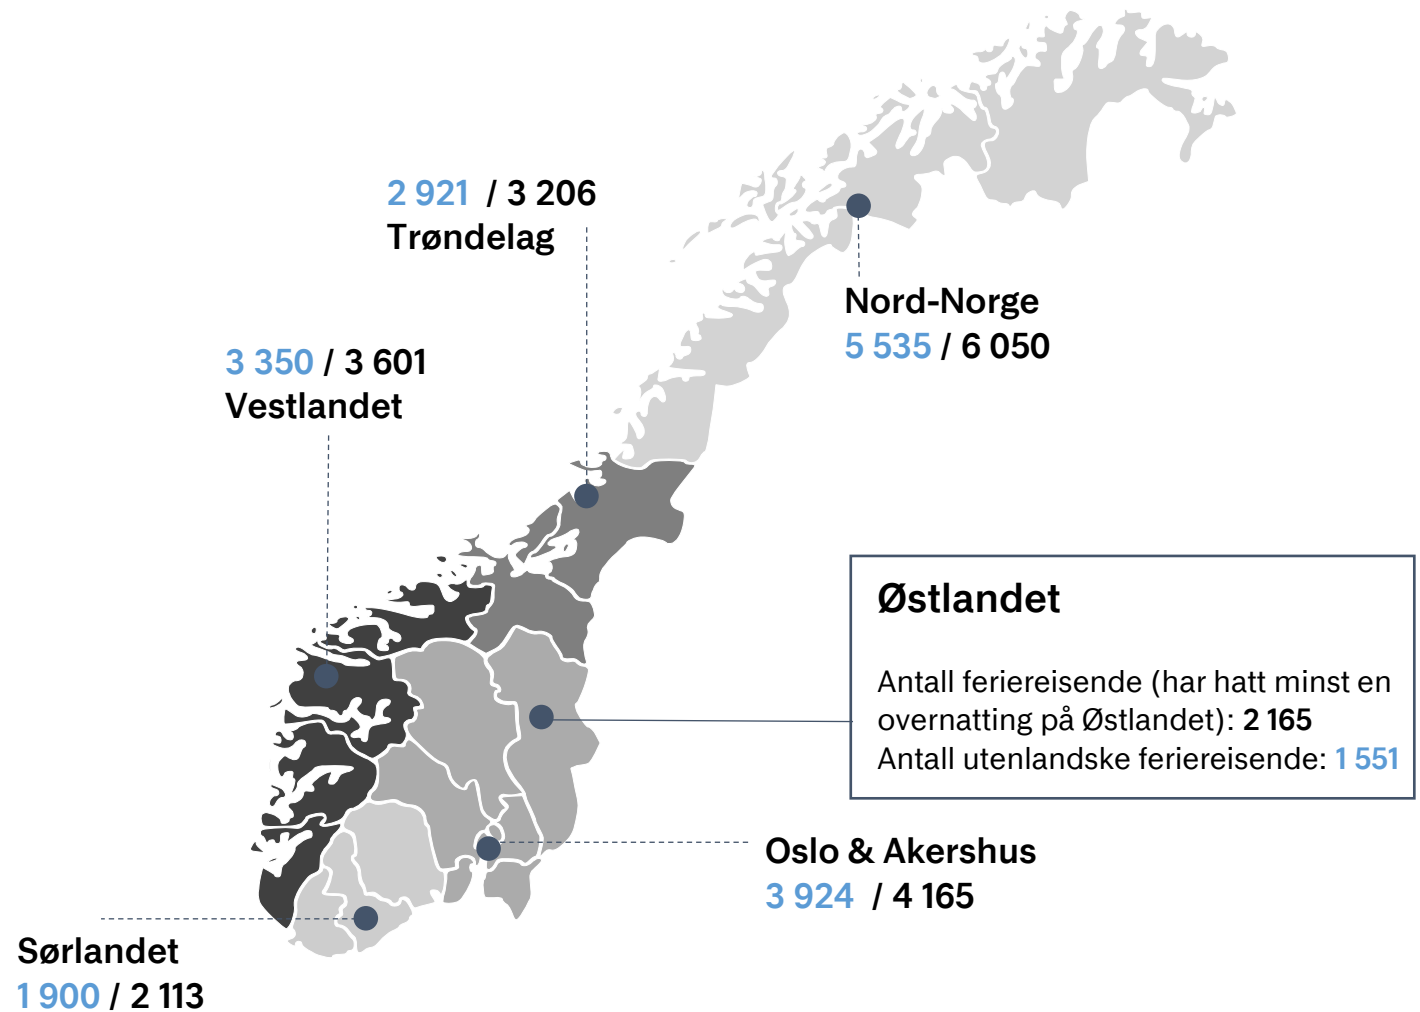 2 921 / 3 206
Trøndelag
Nord-Norge
5 535 / 6 050
3 350 / 3 601
Vestlandet
Østlandet
Antall feriereisende (har hatt minst en
overnatting på Østlandet): 2 165
Antall utenlandske feriereisende: 1 551
Oslo & Akershus
3 924 / 4 165
Sørlandet
1 900 / 2 113